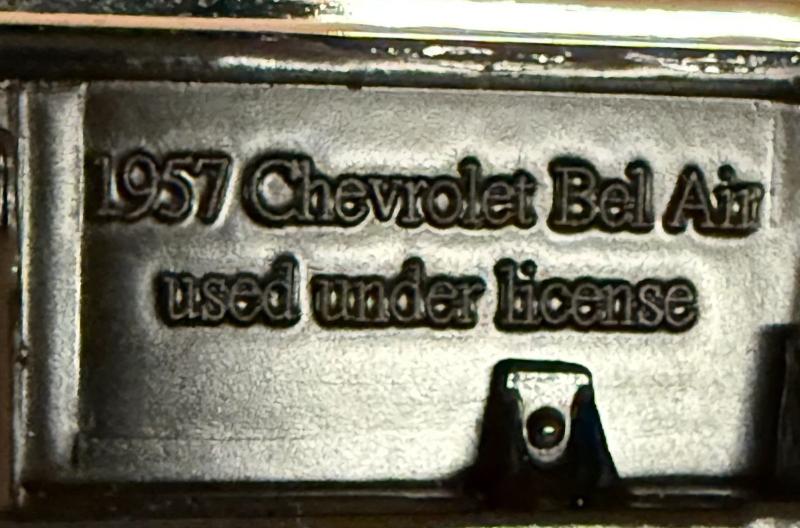 1957 Chevrolet Bel Air
used under license